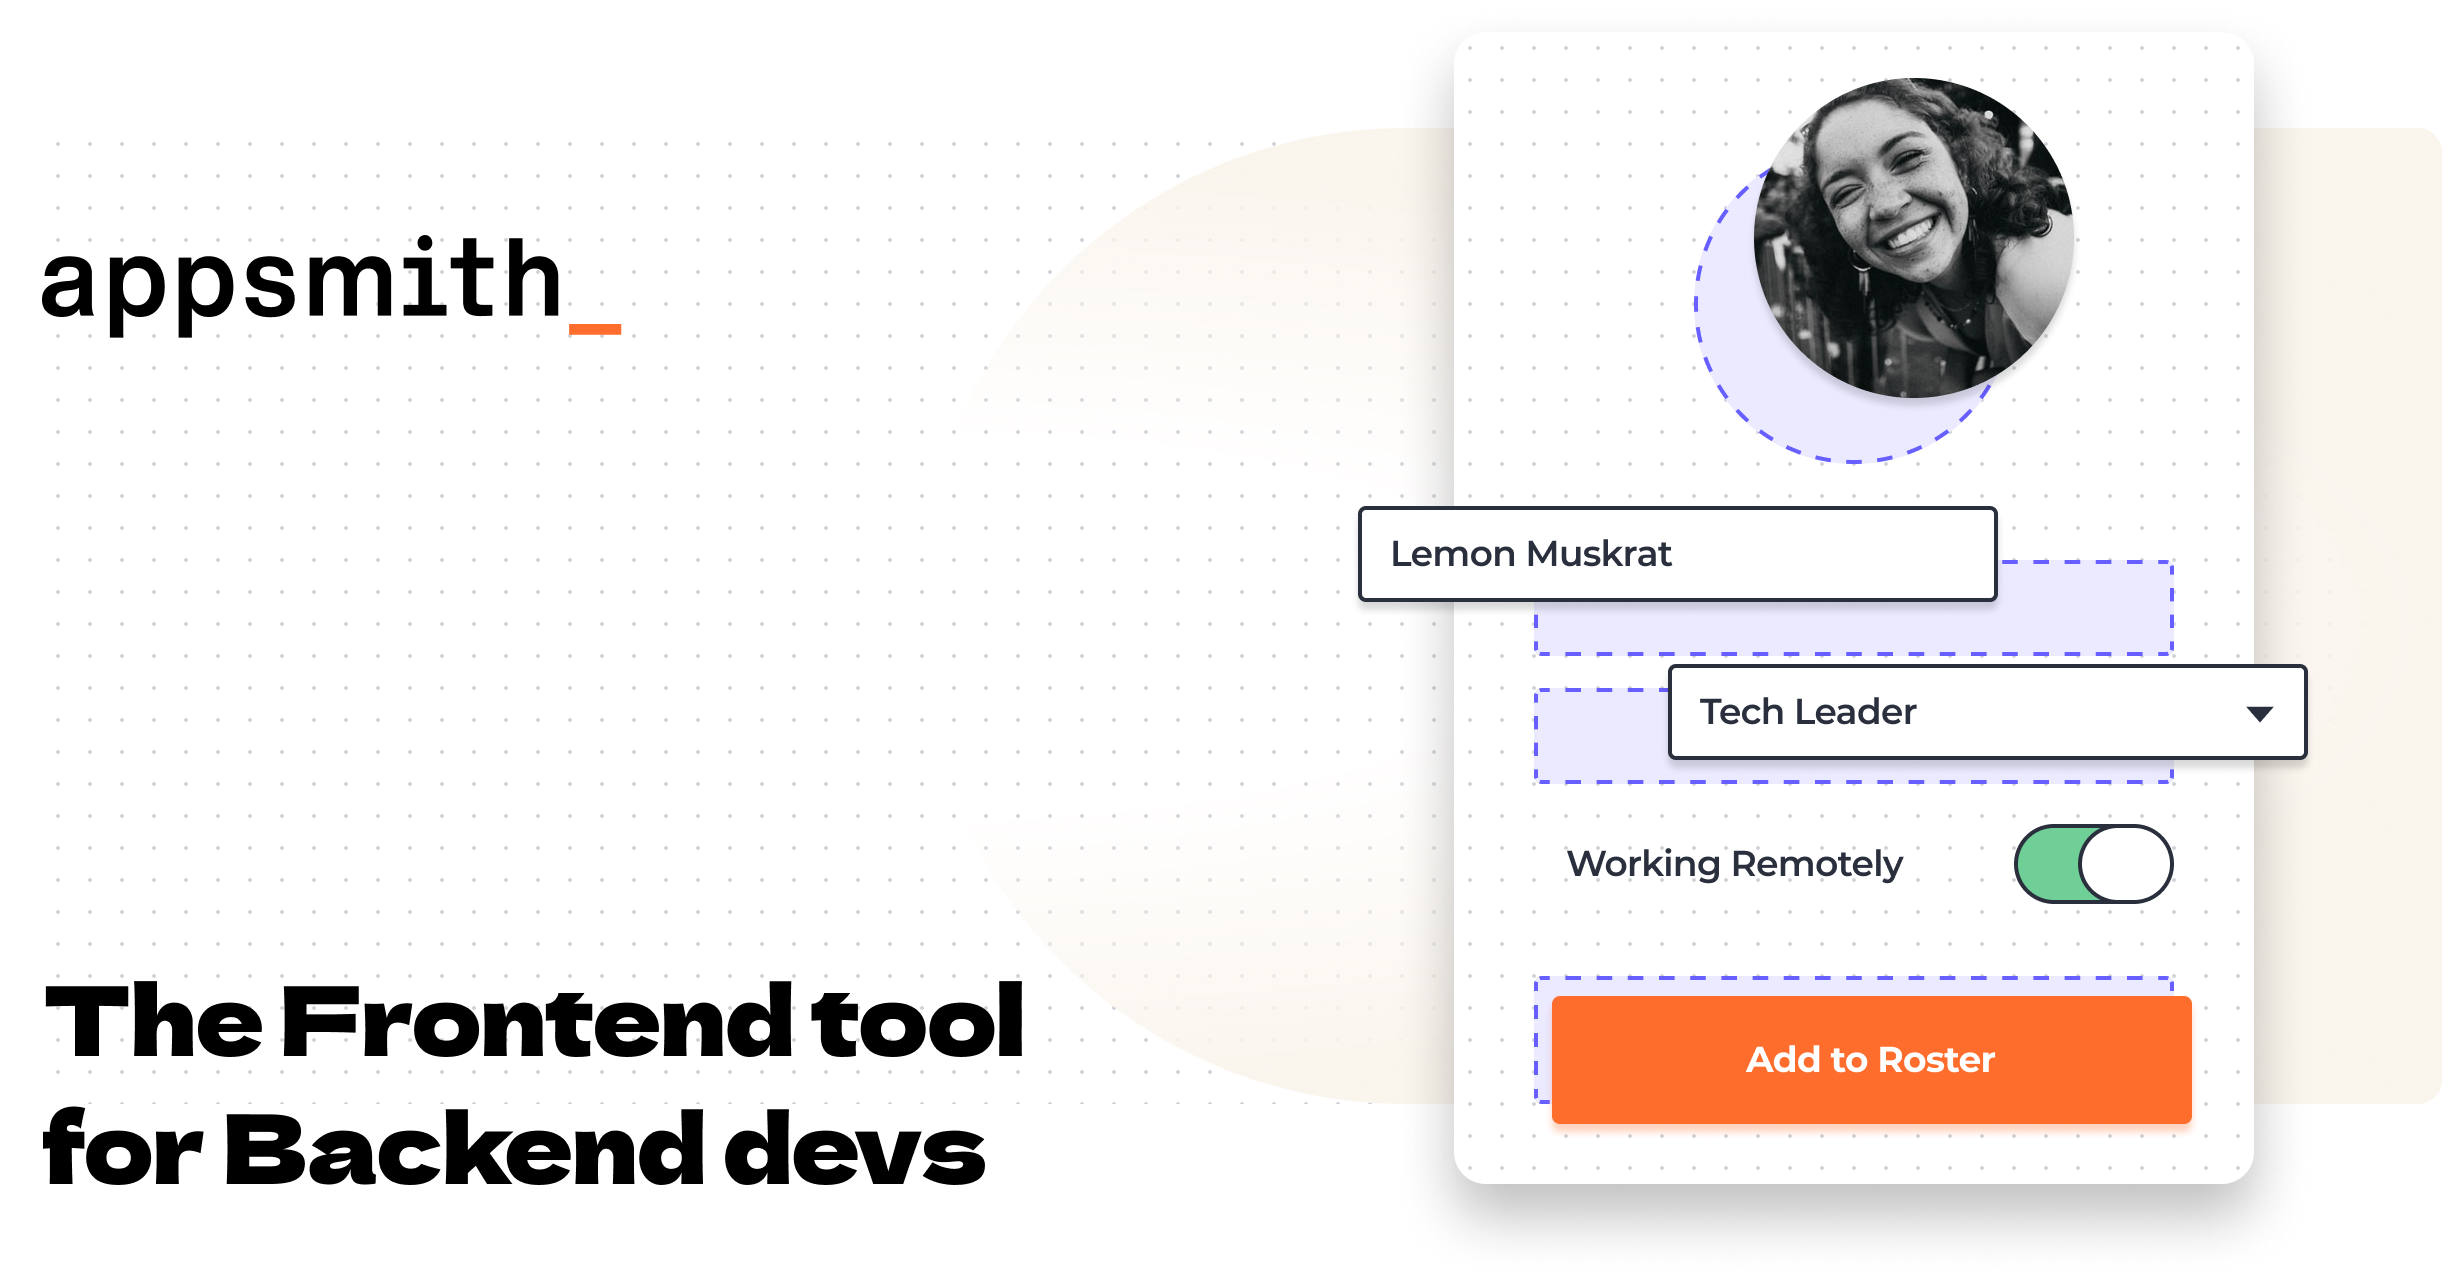 appsmith_
The Frontend tool
for Backend devs
Lemon Muskrat
Tech Leader
Working Remotely
Add to Roster